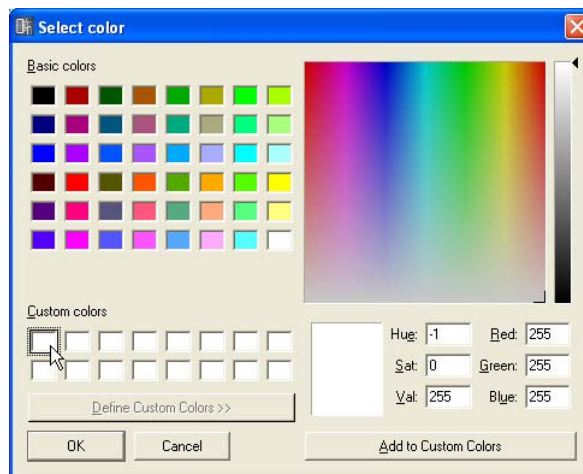 Select color
Basic colors
Custom colors
Hue: -1 Red: 255
Sat: 0 Green: 255
Val: 255 Blue: 255
Define Custom Colors >>
OK Cancel Add to Custom Colors